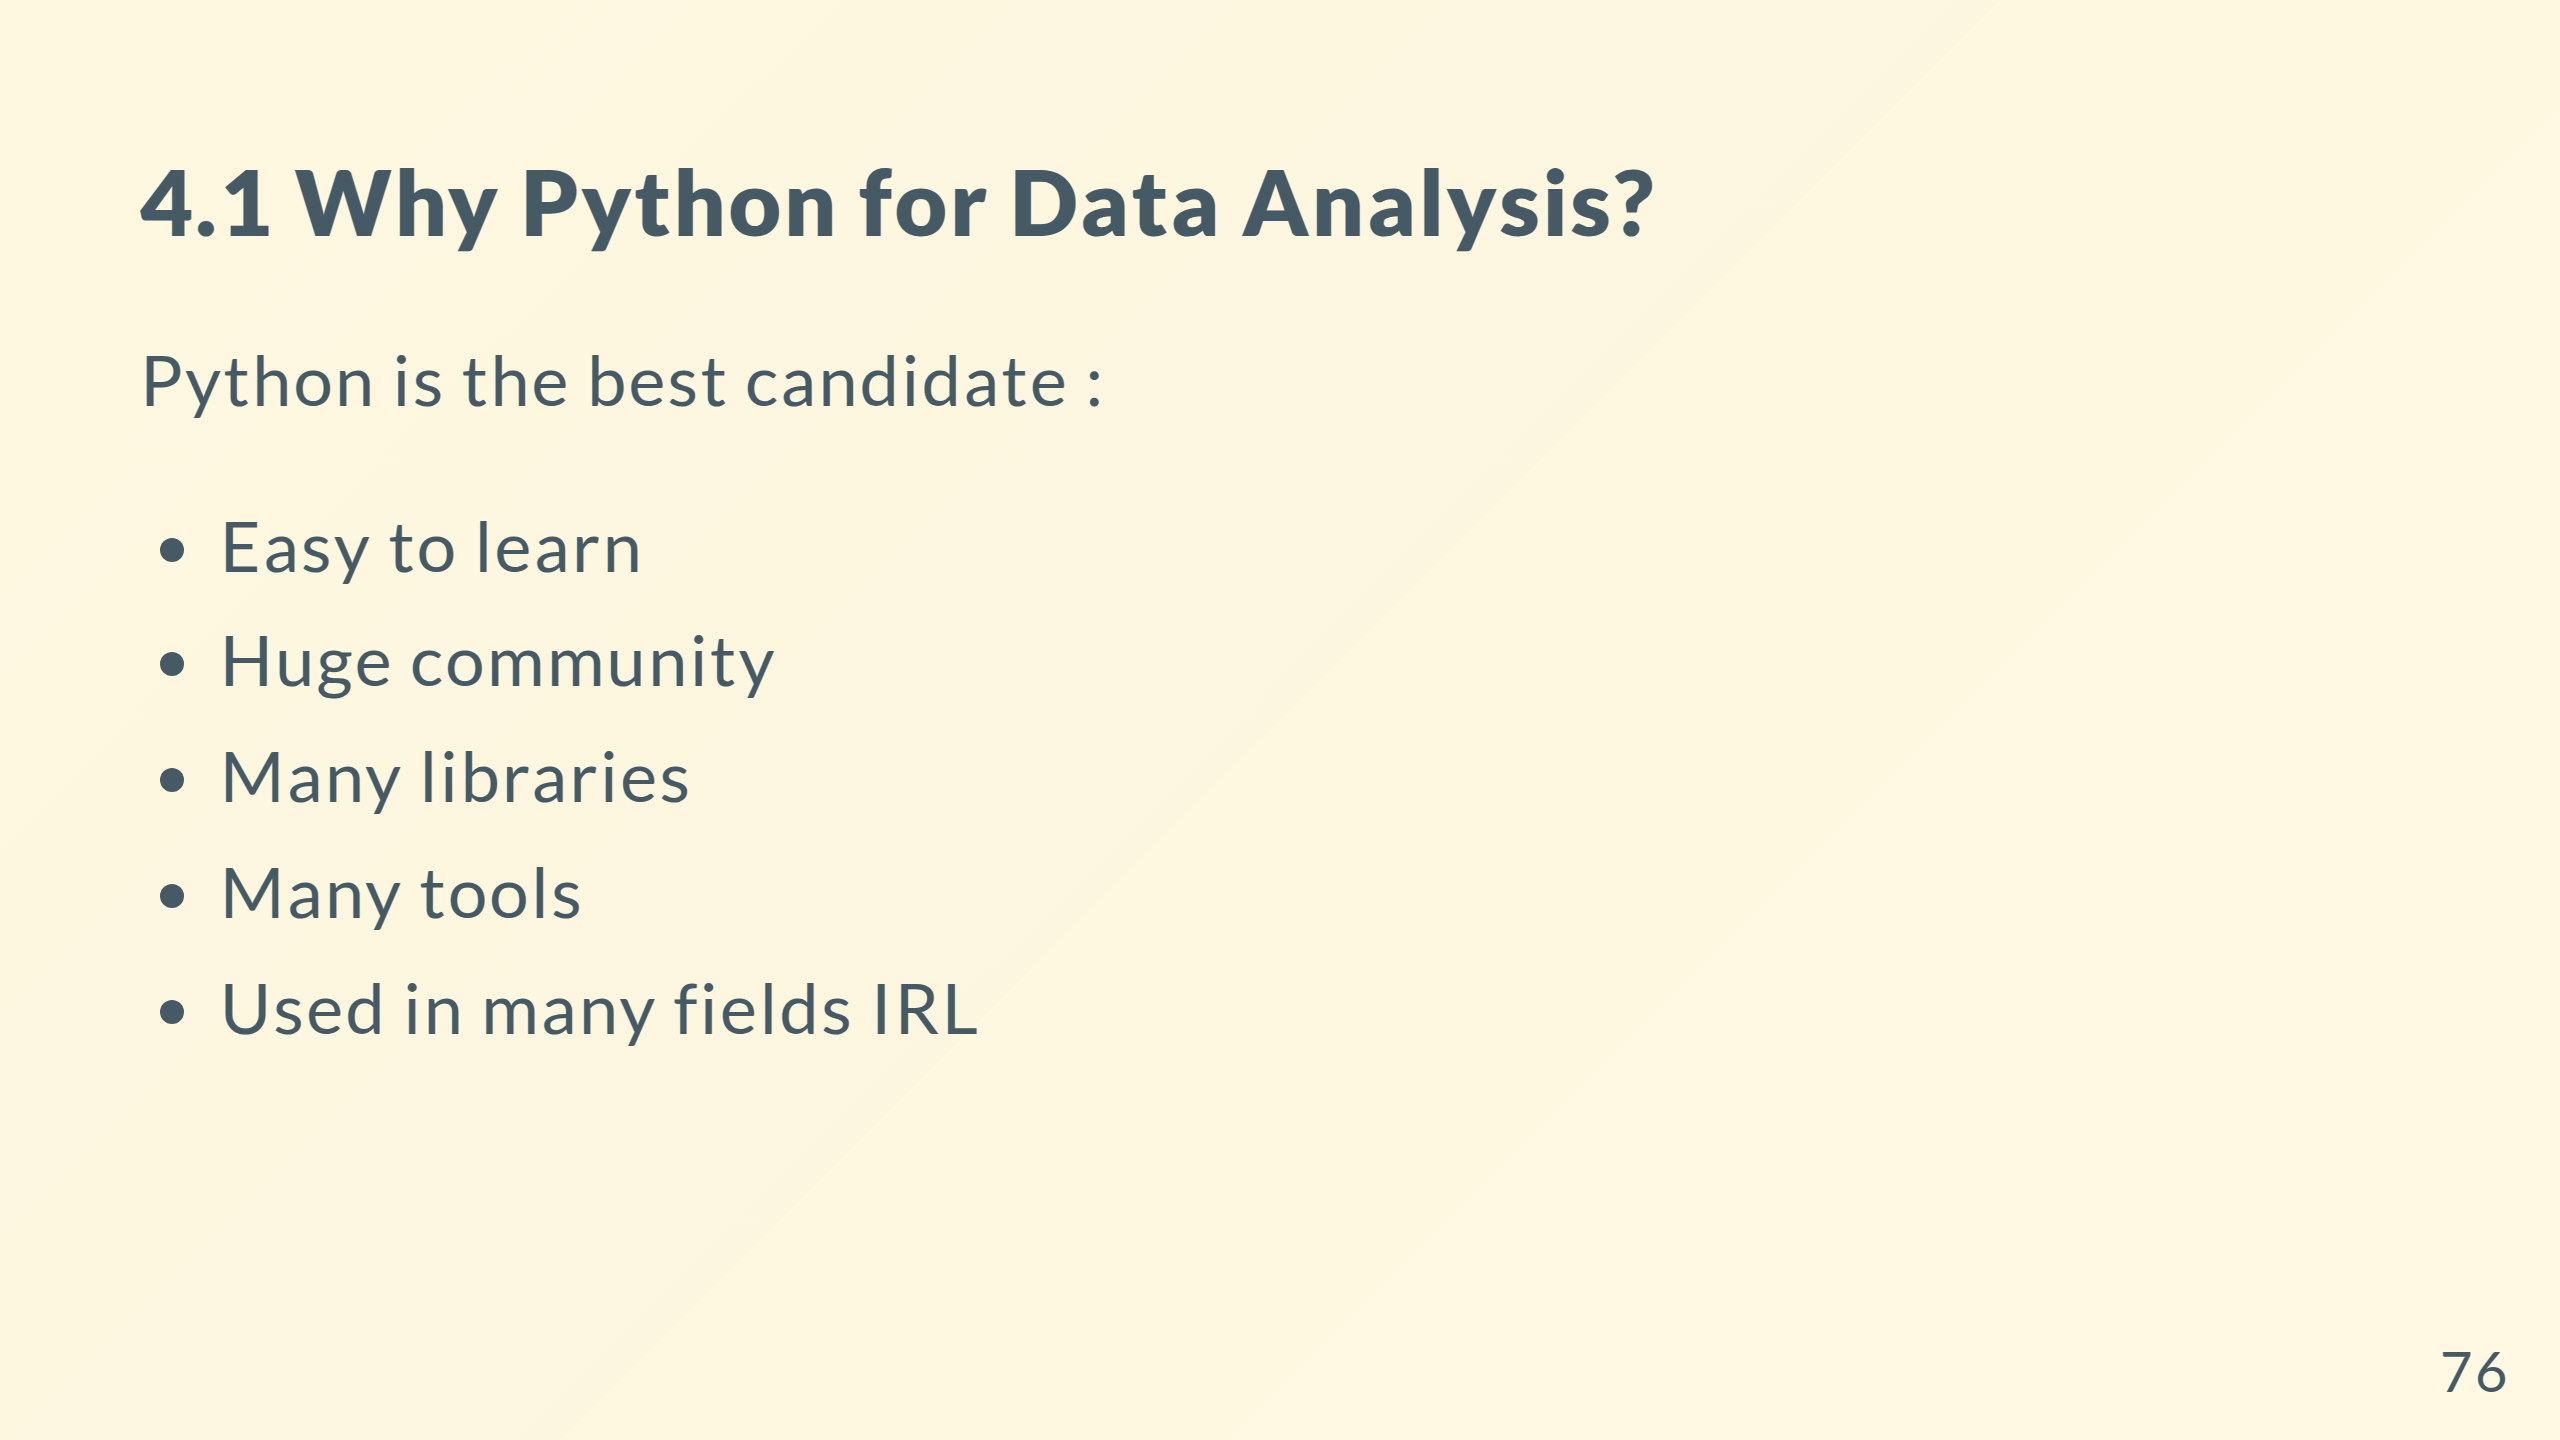 4.1 Why Python for Data Analysis?
Python is the best candidate :
• Easy to learn
• Huge community
• Many libraries
• Many tools
• Used in many fields IRL
76